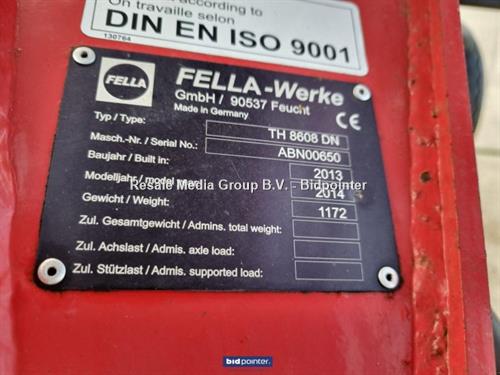 according to
On travaille selon
DIN EN ISO 9001
130764
FELLA
FELLA-Werke
GmbH / 90537 Feucht
Made in Germany
CE
Typ / Type: TH 8608 DN
Masch.-Nr. / Serial No.: ABN00650
Baujahr / Built in: 2013
Modelljahr / model year: 2014
Resale Media Group B.V. - Bidpointer
Gewicht / Weight: 1172
Zul. Gesamtgewicht / Admins. total weight:
Zul. Achslast / Admis. axle load:
Zul. Stützlast / Admis. supported load:
bidpointer.